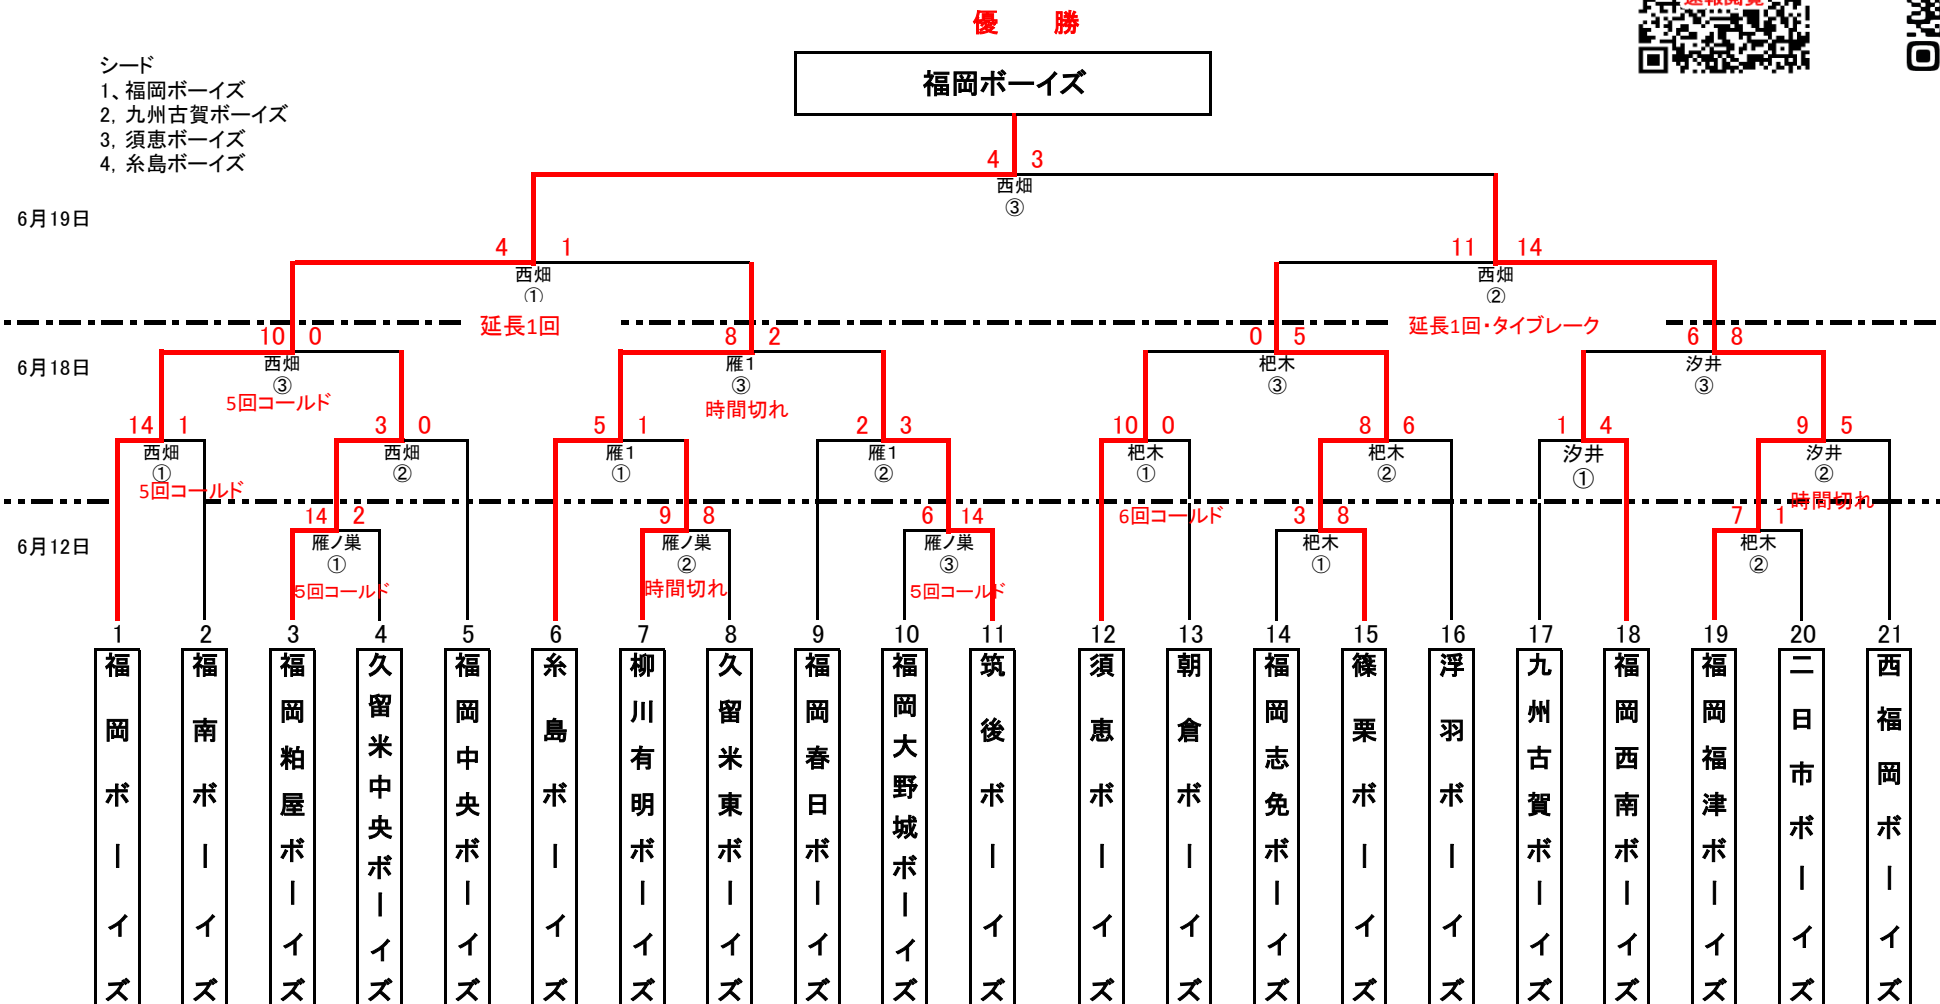 優　勝
速報閲覧
福岡ボーイズ
シード
1、福岡ボーイズ
2, 九州古賀ボーイズ
3, 須恵ボーイズ
4, 糸島ボーイズ
4 3
西畑
③
6月19日
4 1
西畑
①
11 14
西畑
②
延長1回
延長1回・タイブレーク
6月18日
10 0
西畑
③
5回コールド
8 2
雁1
③
時間切れ
0 5
杷木
③
6 8
汐井
③
14 1
西畑
①
5回コールド
3 0
西畑
②
5 1
雁1
①
2 3
雁1
②
10 0
杷木
①
6回コールド
8 6
杷木
②
1 4
汐井
①
9 5
汐井
②
時間切れ
6月12日
14 2
雁ノ巣
①
5回コールド
9 8
雁ノ巣
②
時間切れ
6 14
雁ノ巣
③
5回コールド
3 8
杷木
①
7 1
杷木
②
1 福岡ボーイズ
2 福南ボーイズ
3 福岡粕屋ボーイズ
4 久留米中央ボーイズ
5 福岡中央ボーイズ
6 糸島ボーイズ
7 柳川有明ボーイズ
8 久留米東ボーイズ
9 福岡春日ボーイズ
10 福岡大野城ボーイズ
11 筑後ボーイズ
12 須恵ボーイズ
13 朝倉ボーイズ
14 福岡志免ボーイズ
15 篠栗ボーイズ
16 浮羽ボーイズ
17 九州古賀ボーイズ
18 福岡西南ボーイズ
19 福岡福津ボーイズ
20 二日市ボーイズ
21 西福岡ボーイズ